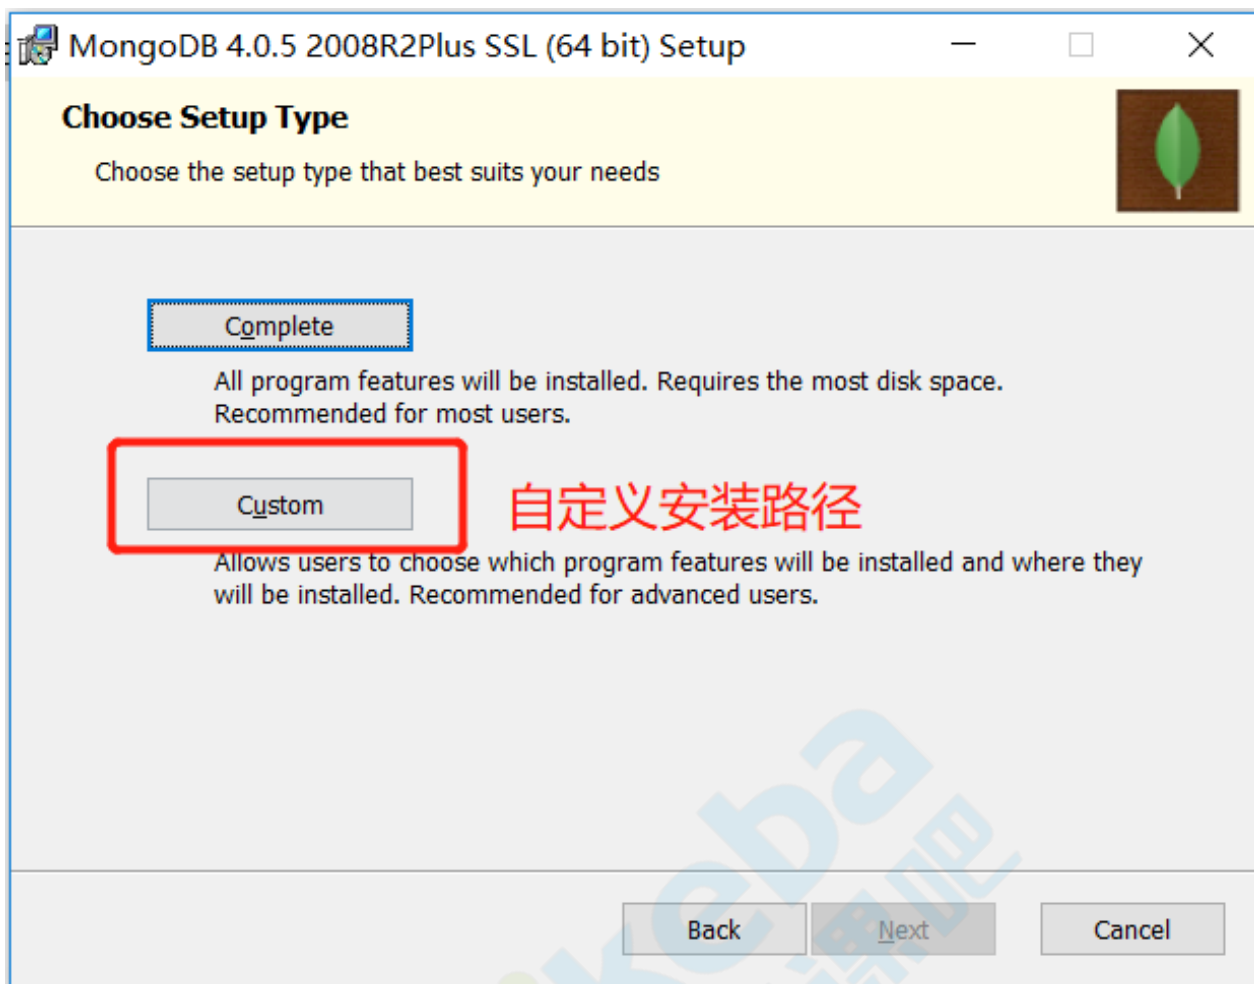 MongoDB 4.0.5 2008R2Plus SSL (64 bit) Setup
Choose Setup Type
Choose the setup type that best suits your needs
Complete
All program features will be installed. Requires the most disk space.
Recommended for most users.
Custom
自定义安装路径
Allows users to choose which program features will be installed and where they
will be installed. Recommended for advanced users.
Back
Next
Cancel
keba
课吧